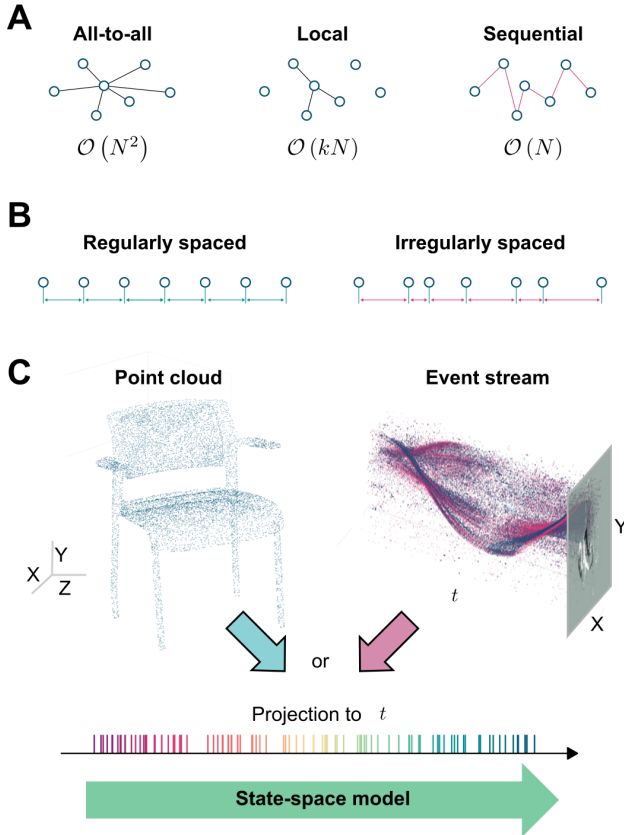 A
All-to-all Local Sequential
𝒪 (N²) 𝒪 (kN) 𝒪 (N)
B
Regularly spaced Irregularly spaced
C
Point cloud Event stream
Y
X Z
Y
t
X
or
Projection to t
State-space model